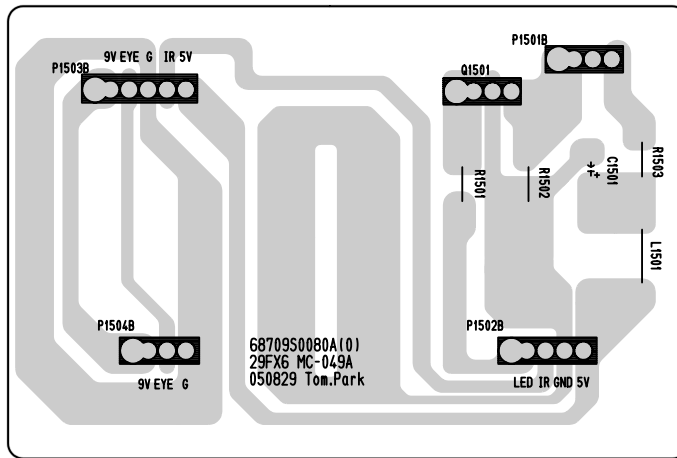 P1501B
9V EYE G IR 5V
P1503B
Q1501
R1501
R1502
C1501
+
R1503
L1501
P1504B
9V EYE G
68709S0080A(0)
29FX6 MC-049A
050829 Tom.Park
P1502B
LED IR GND 5V